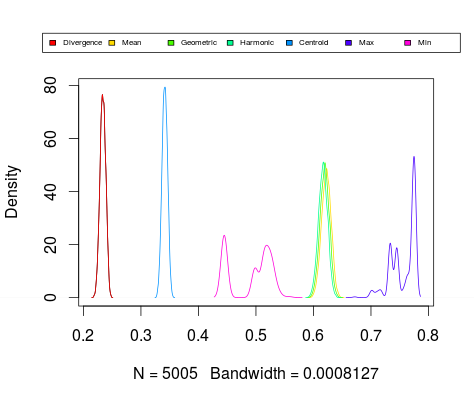 Divergence Mean Geometric Harmonic Centroid Max Min
80
60
40
20
0
Density
0.2 0.3 0.4 0.5 0.6 0.7 0.8
N = 5005 Bandwidth = 0.0008127